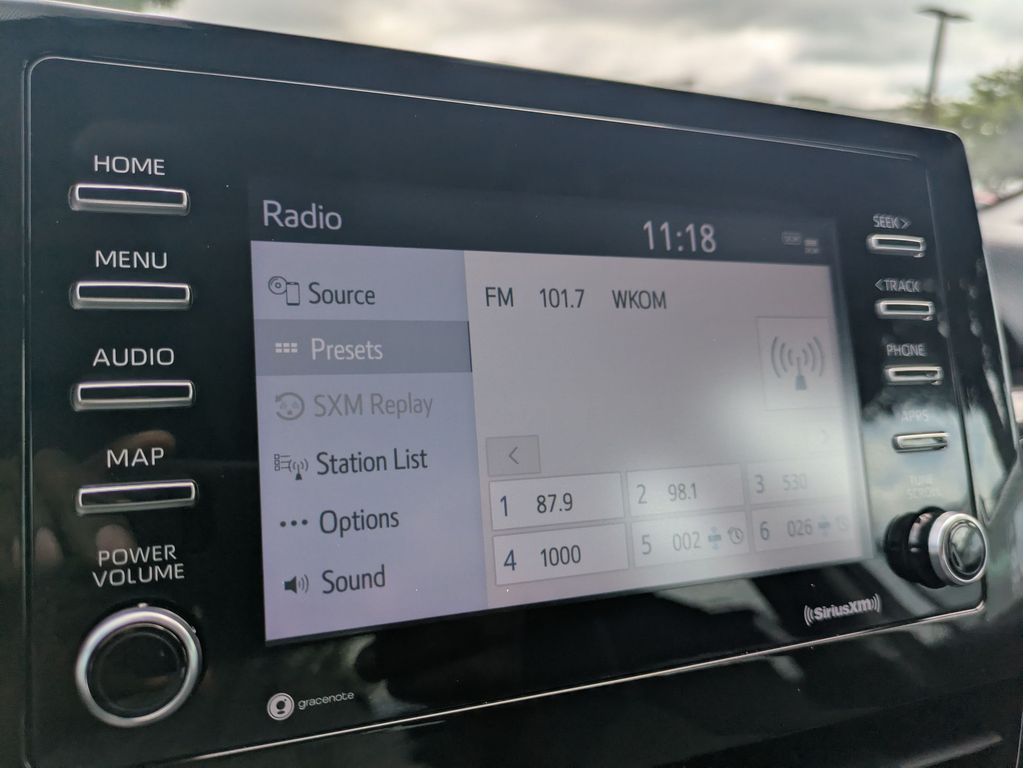 HOME
MENU
AUDIO
MAP
POWER
VOLUME
Radio
11:18
Source
Presets
SXM Replay
Station List
Options
Sound
FM 101.7 WKOM
<
1 87.9
2 98.1
3 530
4 1000
5 002
6 026
SEEK >
< TRACK
PHONE
APPS
TUNE
SCROLL
((SiriusXM))
gracenote